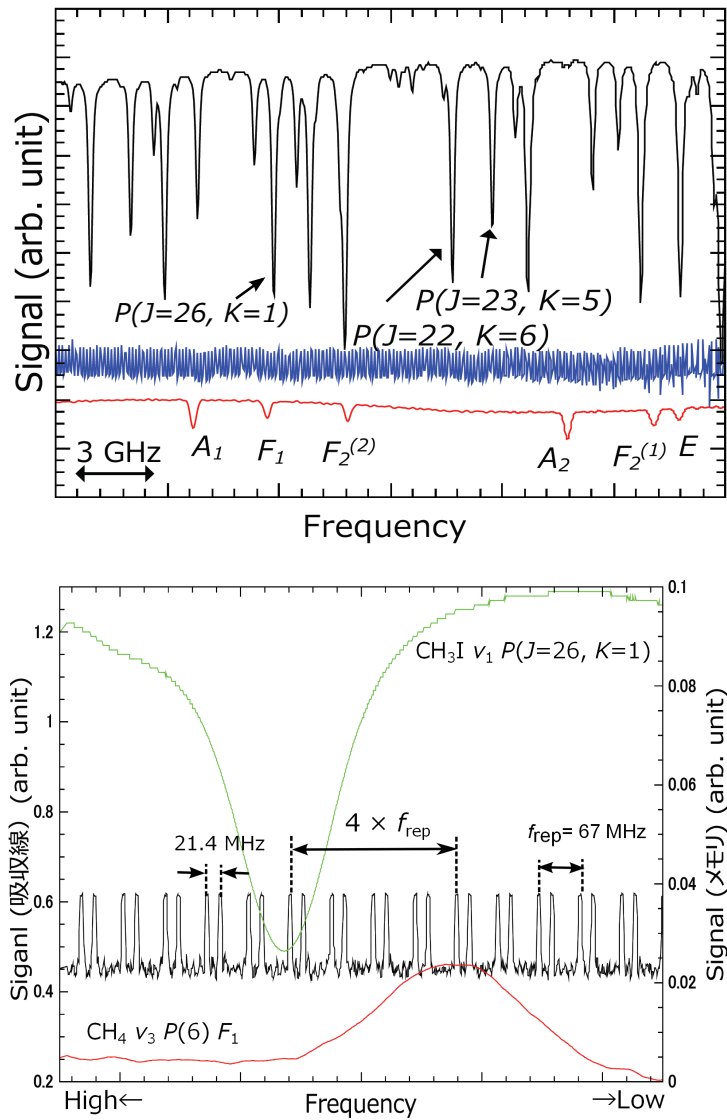 Signal (arb. unit)
P(J=26, K=1)
P(J=23, K=5)
P(J=22, K=6)
3 GHz
A₁
F₁
F₂⁽²⁾
A₂
F₂⁽¹⁾
E
Frequency
Siganl (吸収線) (arb. unit)
1.2
1
0.8
0.6
0.4
0.2
CH₃I v₁ P(J=26, K=1)
21.4 MHz
4 × fᵣₑₚ
fᵣₑₚ= 67 MHz
CH₄ v₃ P(6) F₁
0.1
0.08
0.06
0.04
0.02
0
Signal (メモリ) (arb. unit)
High←
Frequency
→Low